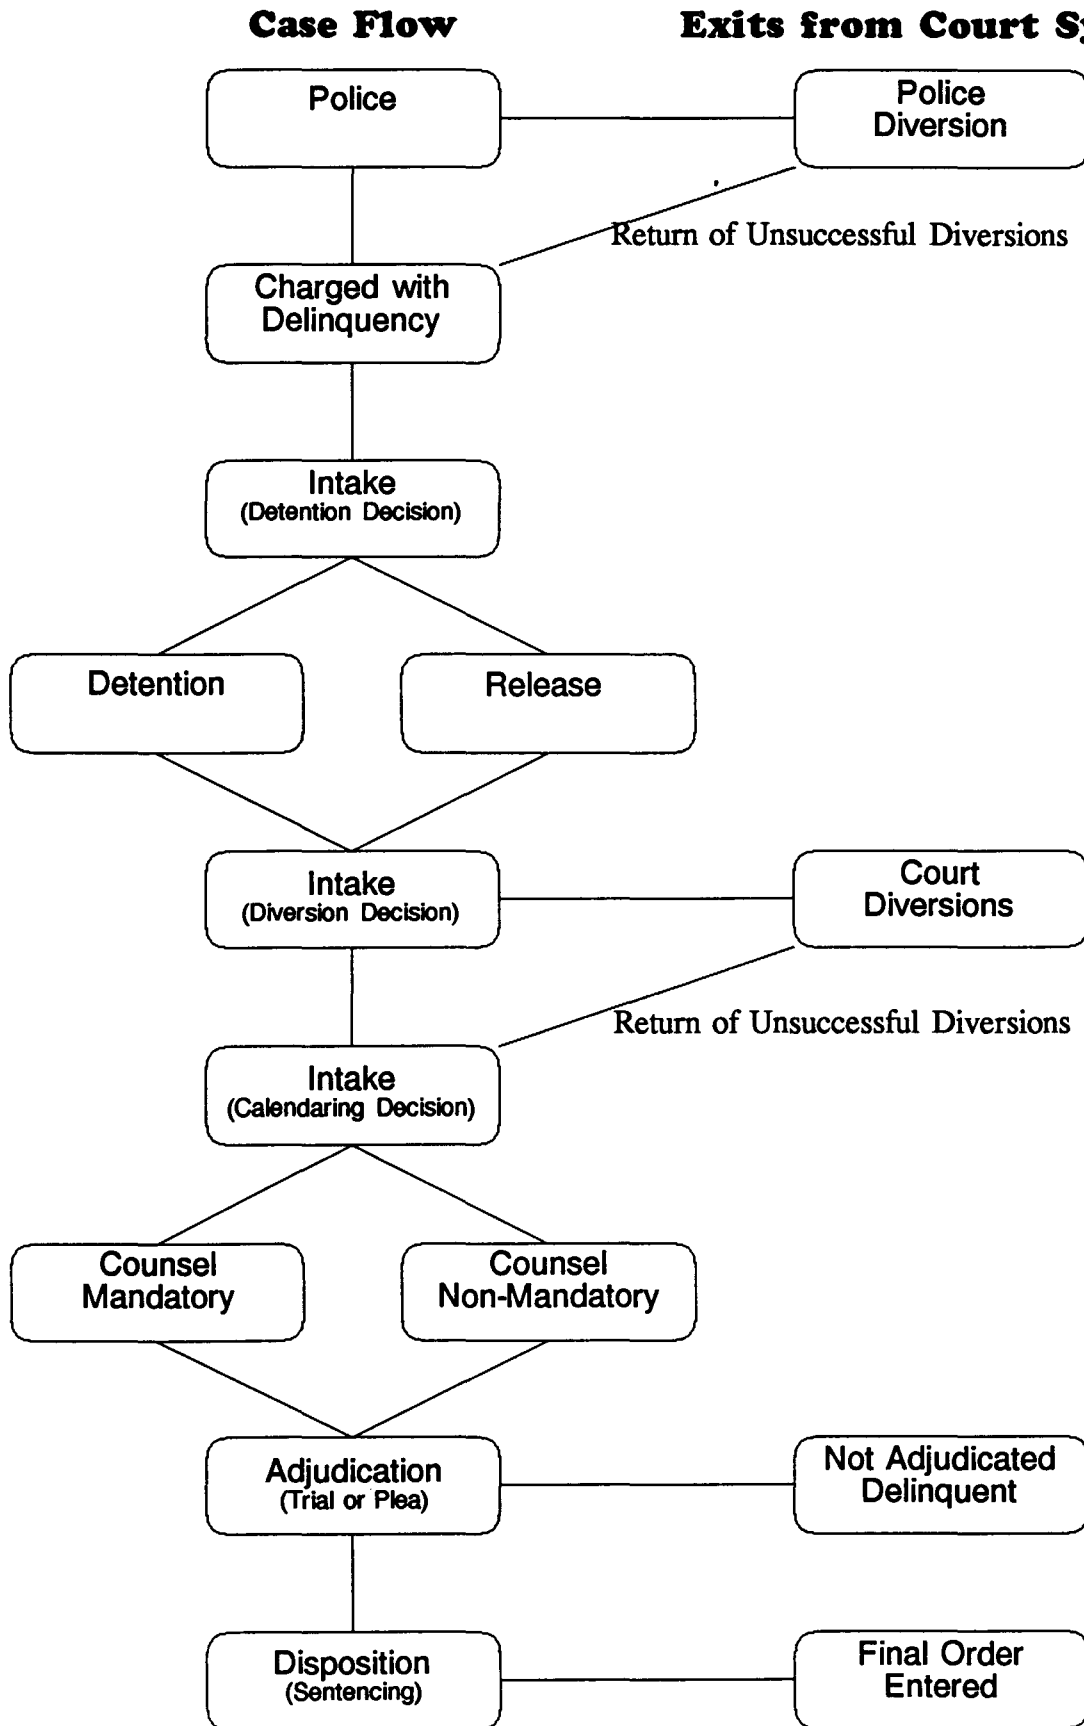 Case Flow
Exits from Court Sy
Police
Police
Diversion
Return of Unsuccessful Diversions
Charged with
Delinquency
Intake
(Detention Decision)
Detention
Release
Intake
(Diversion Decision)
Court
Diversions
Return of Unsuccessful Diversions
Intake
(Calendaring Decision)
Counsel
Mandatory
Counsel
Non-Mandatory
Adjudication
(Trial or Plea)
Not Adjudicated
Delinquent
Disposition
(Sentencing)
Final Order
Entered